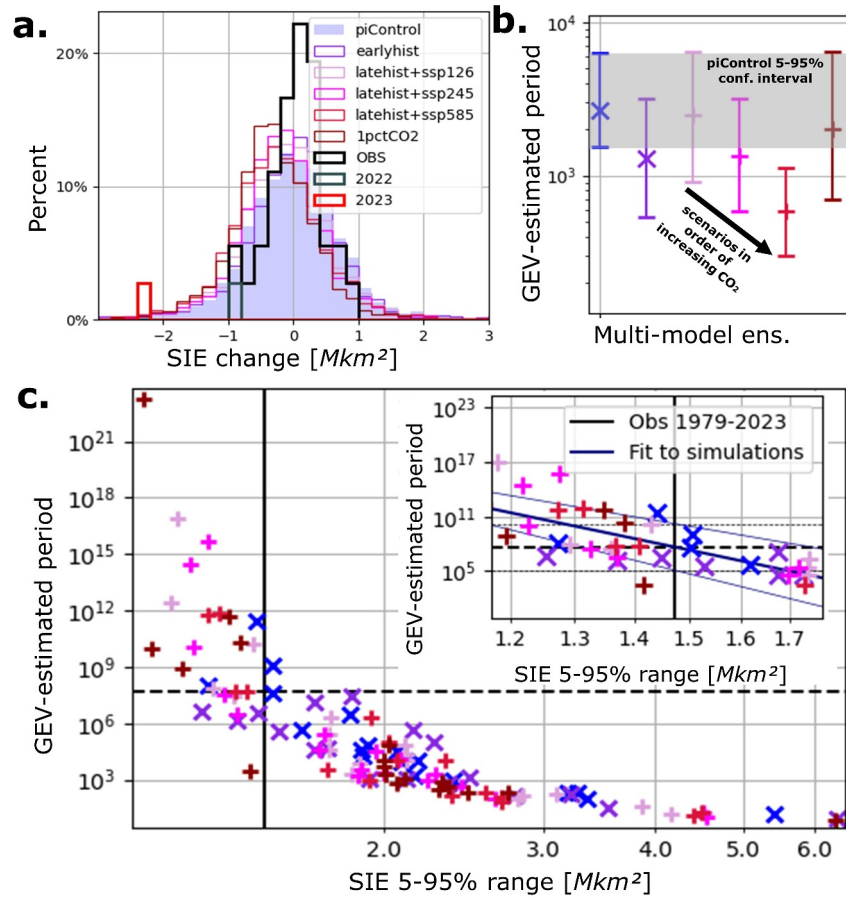 a.
20%
10%
0%
Percent
−2
−1
0
1
2
3
SIE change [Mkm²]
piControl
earlyhist
latehist+ssp126
latehist+ssp245
latehist+ssp585
1pctCO2
OBS
2022
2023
b.
10⁴
10³
GEV-estimated period
piControl 5–95%
conf. interval
scenarios in
order of
increasing CO₂
Multi-model ens.
c.
10²¹
10¹⁸
10¹⁵
10¹²
10⁹
10⁶
10³
GEV-estimated period
2.0
3.0
4.0
5.0
6.0
SIE 5-95% range [Mkm²]
10²³
10¹⁷
10¹¹
10⁵
GEV-estimated period
Obs 1979-2023
Fit to simulations
1.2
1.3
1.4
1.5
1.6
1.7
SIE 5-95% range [Mkm²]